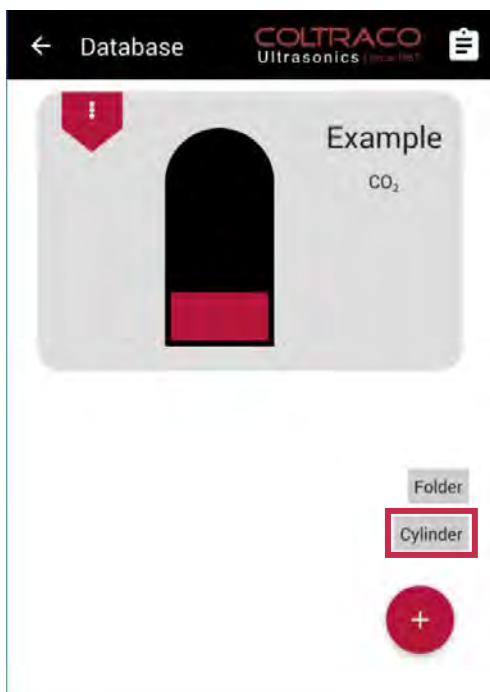 Database
COLTRACO
Ultrasonics
Example
CO₂
Folder
Cylinder
+